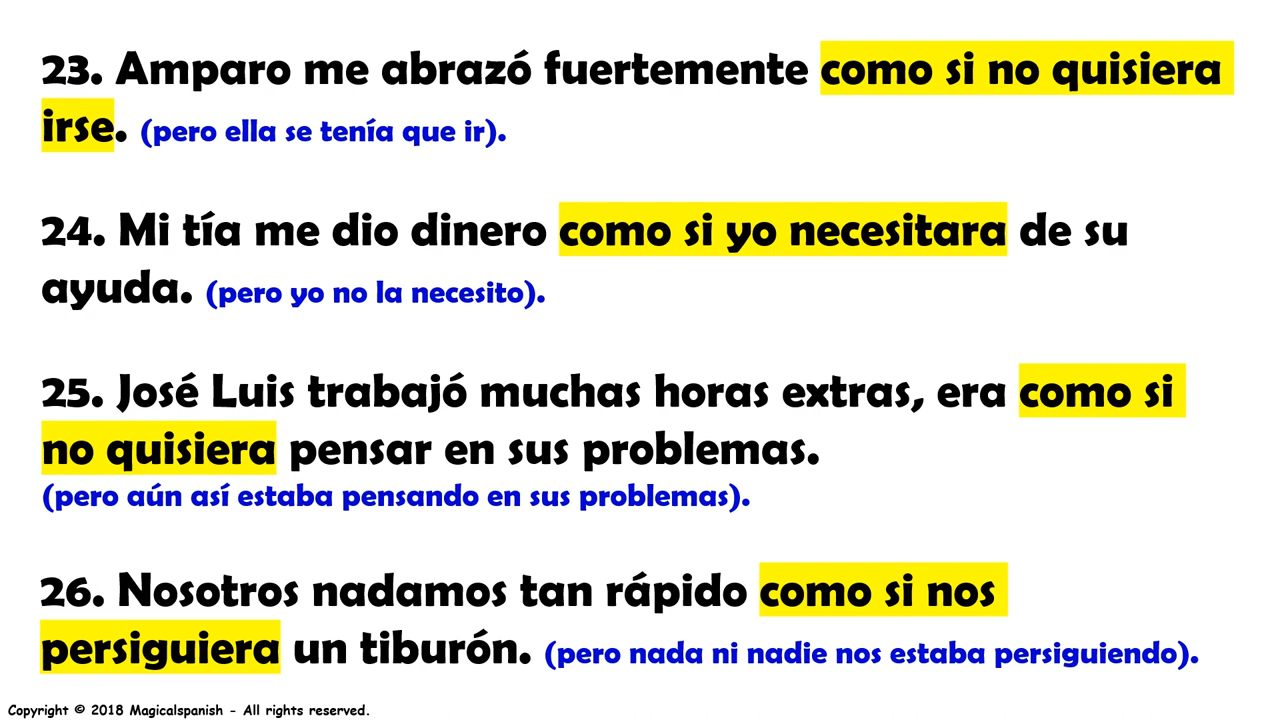 23. Amparo me abrazó fuertemente como si no quisiera
irse. (pero ella se tenía que ir).
24. Mi tía me dio dinero como si yo necesitara de su
ayuda. (pero yo no la necesito).
25. José Luis trabajó muchas horas extras, era como si
no quisiera pensar en sus problemas.
(pero aún así estaba pensando en sus problemas).
26. Nosotros nadamos tan rápido como si nos
persiguiera un tiburón. (pero nada ni nadie nos estaba persiguiendo).
Copyright © 2018 Magicalspanish - All rights reserved.